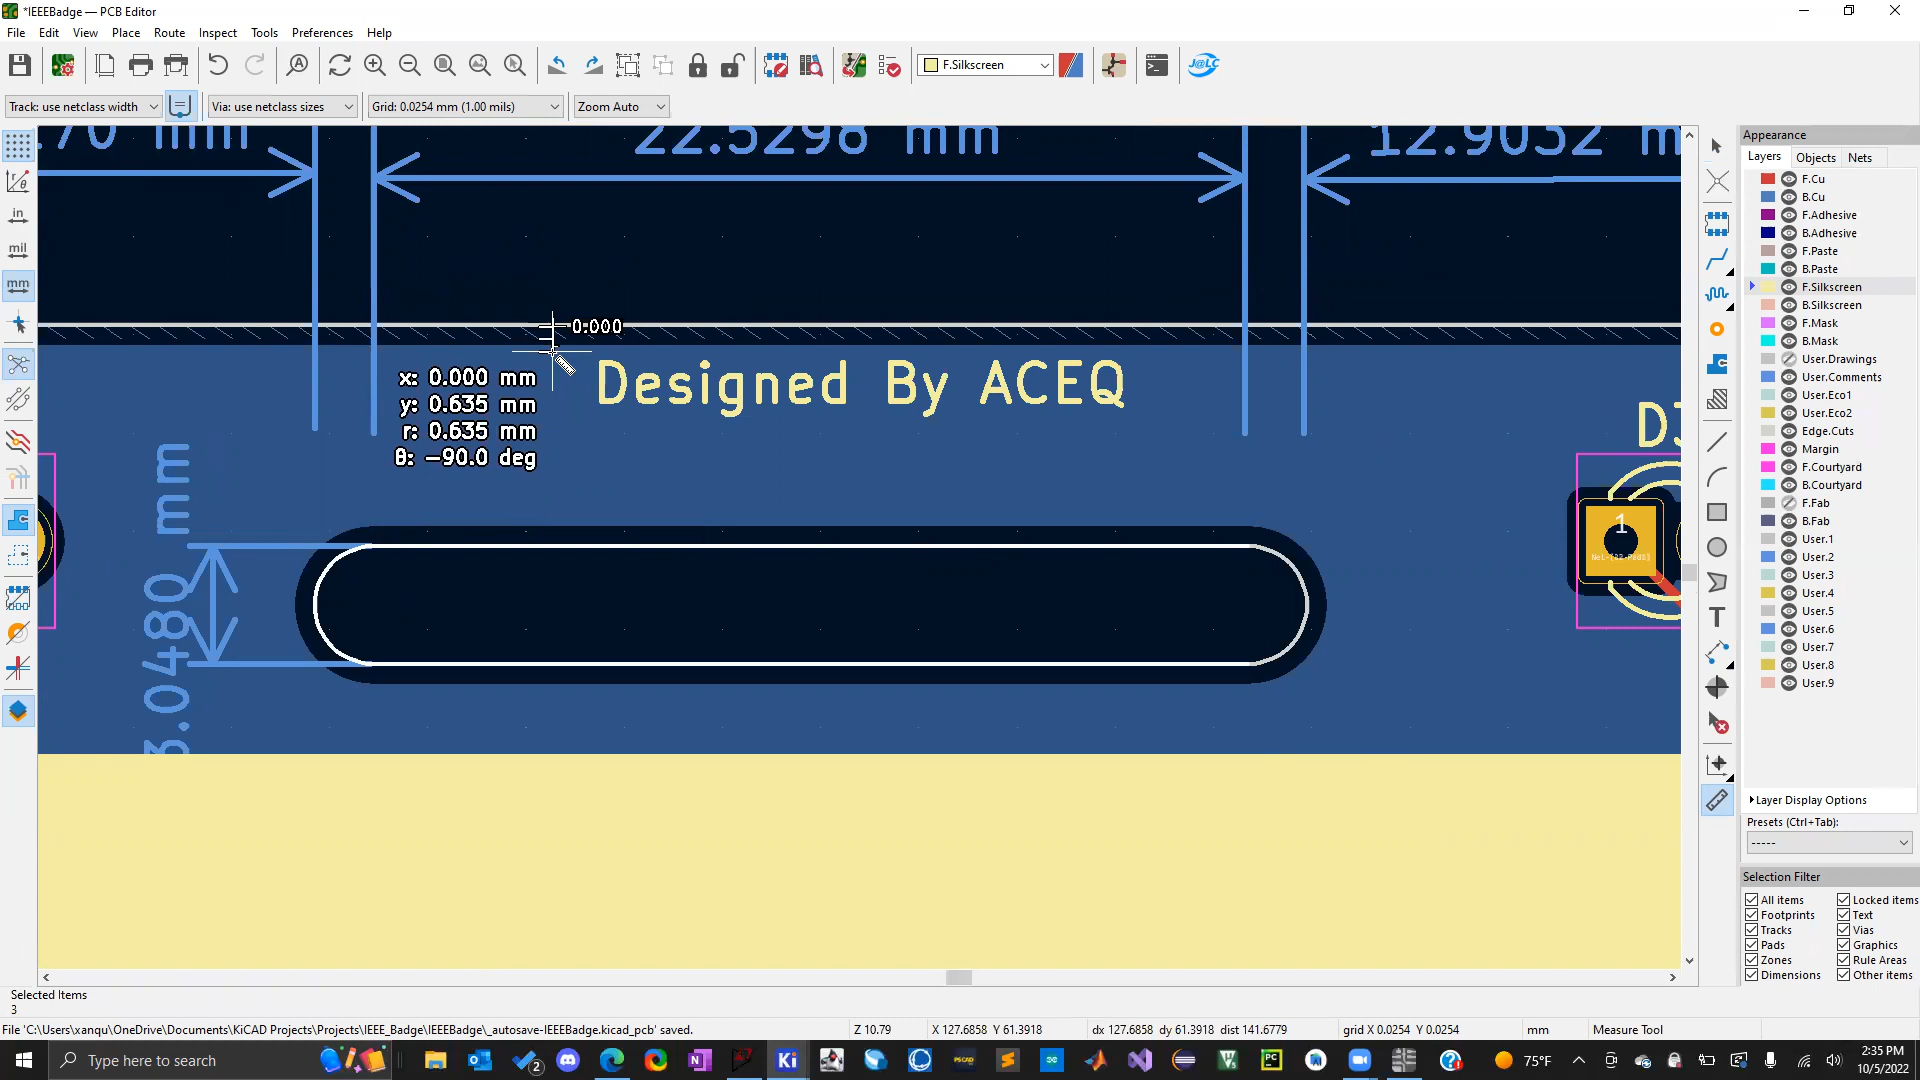 *IEEEBadge — PCB Editor
File Edit View Place Route Inspect Tools Preferences Help
F.Silkscreen
Track: use netclass width
Via: use netclass sizes
Grid: 0.0254 mm (1.00 mils)
Zoom Auto
in
mil
mm
70 mm
22.5298 mm
12.9032 m
0.000
x: 0.000 mm
y: 0.635 mm
r: 0.635 mm
θ: −90.0 deg
Designed By ACEQ
3.0480 mm
1
Appearance
Layers Objects Nets
F.Cu
B.Cu
F.Adhesive
B.Adhesive
F.Paste
B.Paste
F.Silkscreen
B.Silkscreen
F.Mask
B.Mask
User.Drawings
User.Comments
User.Eco1
User.Eco2
Edge.Cuts
Margin
F.Courtyard
B.Courtyard
F.Fab
B.Fab
User.1
User.2
User.3
User.4
User.5
User.6
User.7
User.8
User.9
Layer Display Options
Presets (Ctrl+Tab):
-----
Selection Filter
All items Locked items
Footprints Text
Tracks Vias
Pads Graphics
Zones Rule Areas
Dimensions Other items
Selected Items
3
File 'C:\Users\xanqu\OneDrive\Documents\KiCAD Projects\Projects\IEEE_Badge\IEEEBadge\_autosave-IEEEBadge.kicad_pcb' saved.
Z 10.79
X 127.6858 Y 61.3918
dx 127.6858 dy 61.3918 dist 141.6779
grid X 0.0254 Y 0.0254
mm
Measure Tool
Type here to search
75°F
2:35 PM
10/5/2022